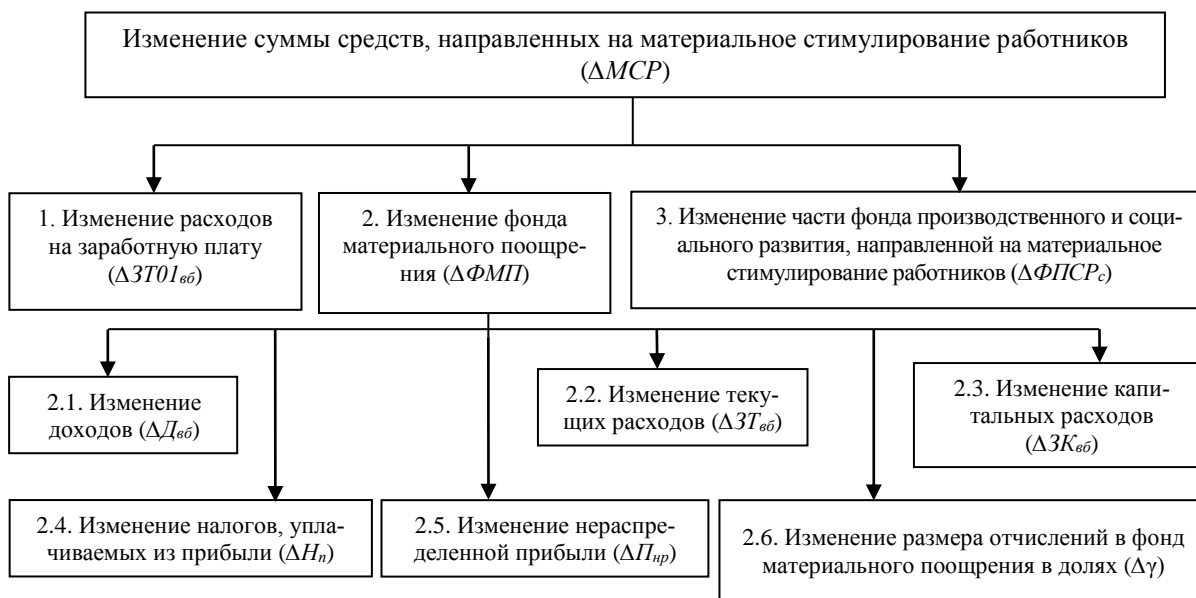 Изменение суммы средств, направленных на материальное стимулирование работников
(ΔМСР)
1. Изменение расходов
на заработную плату
(ΔЗТ01вб)
2. Изменение фонда
материального поощре-
ния (ΔФМП)
3. Изменение части фонда производственного и соци-
ального развития, направленной на материальное
стимулирование работников (ΔФПСРс)
2.1. Изменение
доходов (ΔДвб)
2.2. Изменение теку-
щих расходов (ΔЗТвб)
2.3. Изменение капи-
тальных расходов
(ΔЗКвб)
2.4. Изменение налогов, упла-
чиваемых из прибыли (ΔНп)
2.5. Изменение нераспре-
деленной прибыли (ΔПнр)
2.6. Изменение размера отчислений в фонд
материального поощрения в долях (Δγ)